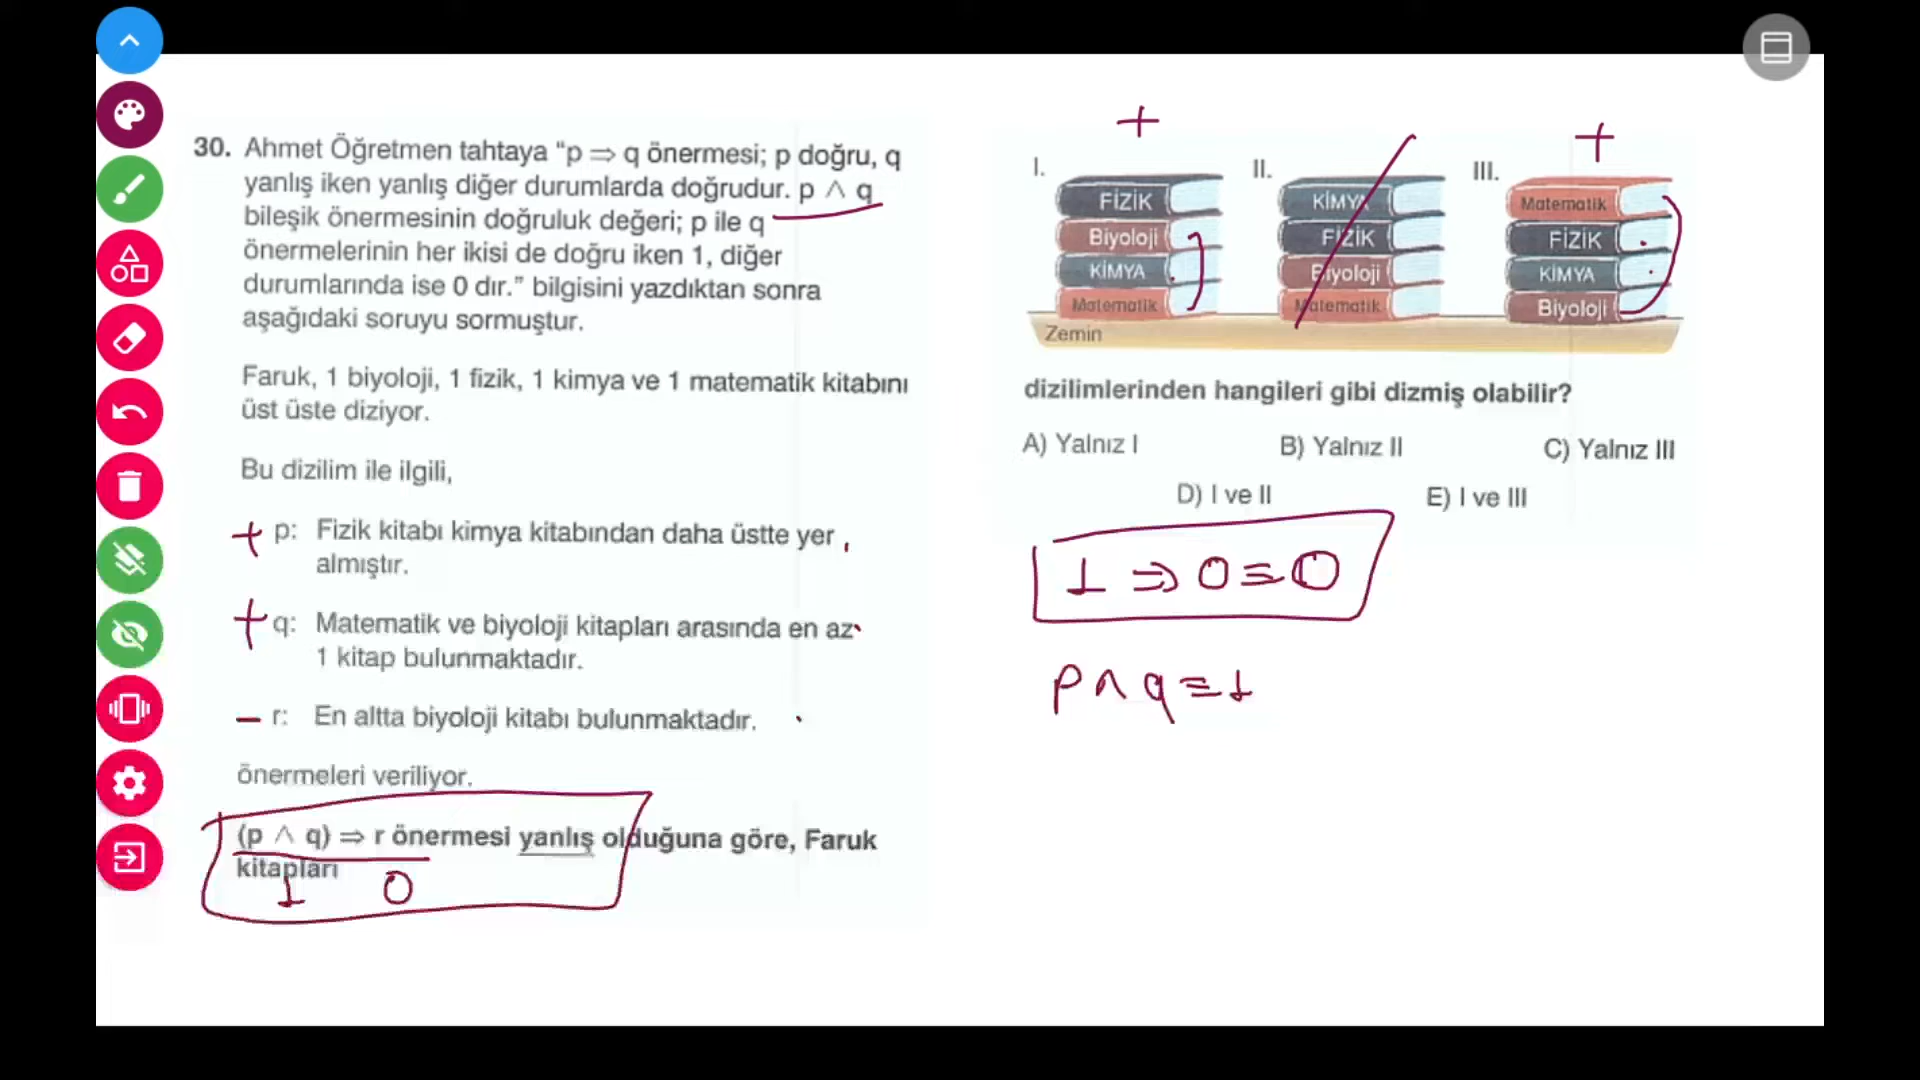 30. Ahmet Öğretmen tahtaya “p ⇒ q önermesi; p doğru, q
yanlış iken yanlış diğer durumlarda doğrudur. p ∧ q
bileşik önermesinin doğruluk değeri; p ile q
önermelerinin her ikisi de doğru iken 1, diğer
durumlarında ise 0 dır.” bilgisini yazdıktan sonra
aşağıdaki soruyu sormuştur.
Faruk, 1 biyoloji, 1 fizik, 1 kimya ve 1 matematik kitabını
üst üste diziyor.
Bu dizilim ile ilgili,
+ p: Fizik kitabı kimya kitabından daha üstte yer
almıştır.
+ q: Matematik ve biyoloji kitapları arasında en az
1 kitap bulunmaktadır.
– r: En altta biyoloji kitabı bulunmaktadır.
önermeleri veriliyor.
(p ∧ q) ⇒ r önermesi yanlış olduğuna göre, Faruk
kitapları
1 0
+
I.
FİZİK
Biyoloji
KİMYA
Matematik
II.
KİMYA
FİZİK
Biyoloji
Matematik
+
III.
Matematik
FİZİK
KİMYA
Biyoloji
Zemin
dizilimlerinden hangileri gibi dizmiş olabilir?
A) Yalnız I B) Yalnız II C) Yalnız III
D) I ve II E) I ve III
1 ⇒ 0 ≡ 0
p ∧ q ≡ 1